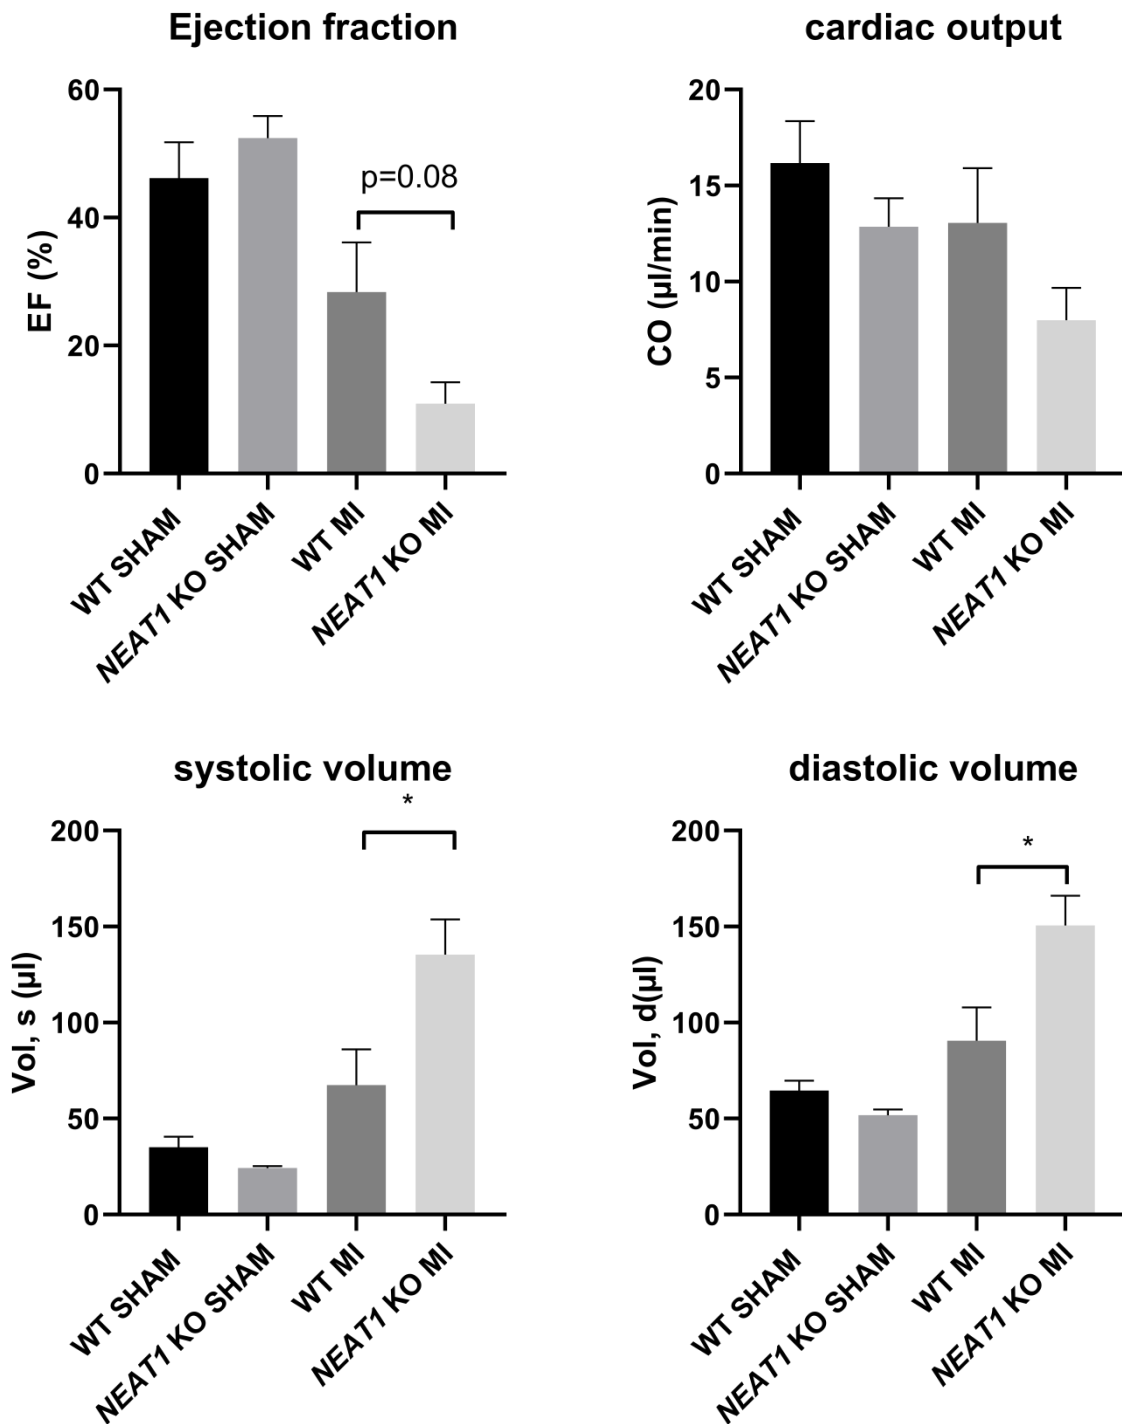 Ejection fraction
60
40
20
0
EF (%)
p=0.08
WT SHAM
NEAT1 KO SHAM
WT MI
NEAT1 KO MI
cardiac output
20
15
10
5
0
CO (µl/min)
WT SHAM
NEAT1 KO SHAM
WT MI
NEAT1 KO MI
systolic volume
*
200
150
100
50
0
Vol, s (µl)
WT SHAM
NEAT1 KO SHAM
WT MI
NEAT1 KO MI
diastolic volume
*
200
150
100
50
0
Vol, d(µl)
WT SHAM
NEAT1 KO SHAM
WT MI
NEAT1 KO MI